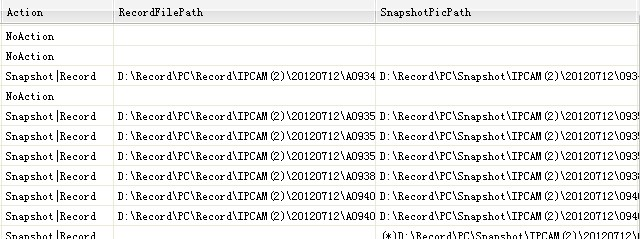 Action RecordFilePath SnapshotPicPath
NoAction
NoAction
Snapshot|Record D:\Record\PC\Record\IPCAM(2)\20120712\A0934 D:\Record\PC\Snapshot\IPCAM(2)\20120712\093
NoAction
Snapshot|Record D:\Record\PC\Record\IPCAM(2)\20120712\A0935 D:\Record\PC\Snapshot\IPCAM(2)\20120712\093
Snapshot|Record D:\Record\PC\Record\IPCAM(2)\20120712\A0935 D:\Record\PC\Snapshot\IPCAM(2)\20120712\093
Snapshot|Record D:\Record\PC\Record\IPCAM(2)\20120712\A0935 D:\Record\PC\Snapshot\IPCAM(2)\20120712\093
Snapshot|Record D:\Record\PC\Record\IPCAM(2)\20120712\A0938 D:\Record\PC\Snapshot\IPCAM(2)\20120712\093
Snapshot|Record D:\Record\PC\Record\IPCAM(2)\20120712\A0940 D:\Record\PC\Snapshot\IPCAM(2)\20120712\094
Snapshot|Record D:\Record\PC\Record\IPCAM(2)\20120712\A0940 D:\Record\PC\Snapshot\IPCAM(2)\20120712\094
Snapshot|Record (*)D:\Record\PC\Snapshot\IPCAM(2)\20120712\